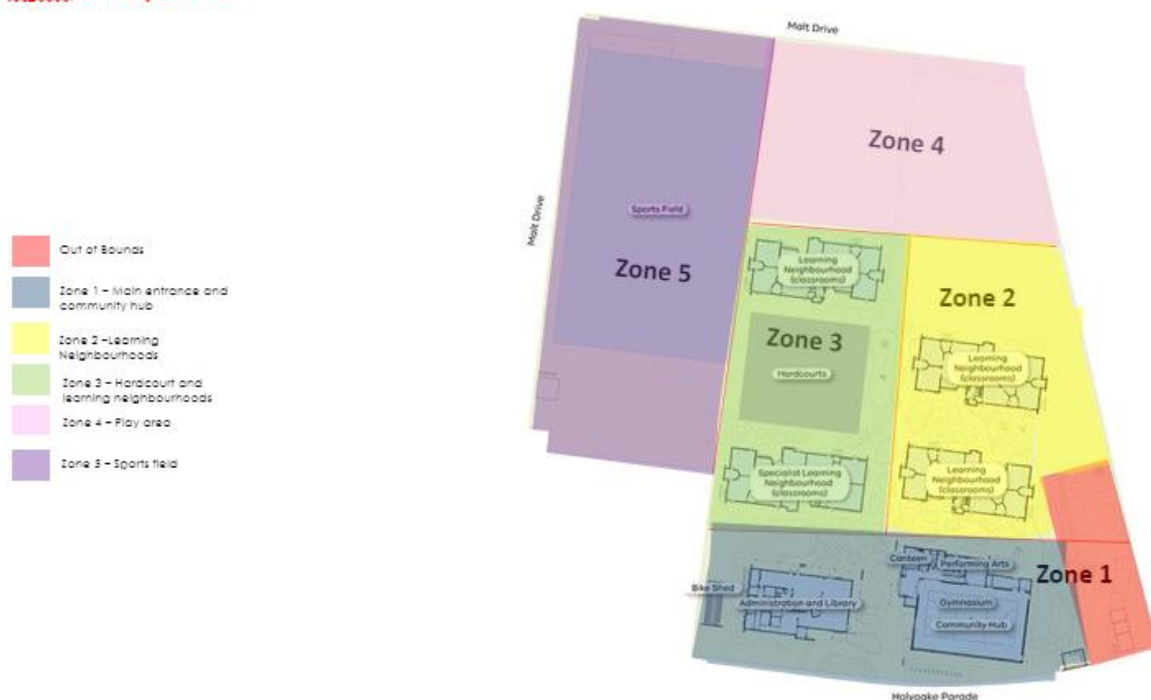 Malt Drive
Zone 4
Malt Drive
Sports Field
Zone 5
Out of Bounds
Zone 1 – Main entrance and
community hub
Zone 2 –Learning
Neighbourhoods
Zone 3 – Hardcourt and
learning neighbourhoods
Zone 4 – Play area
Zone 5 – Sports field
Learning
Neighbourhood
(classrooms)
Zone 2
Zone 3
Hardcourts
Learning
Neighbourhood
(classrooms)
Specialist Learning
Neighbourhood
(classrooms)
Learning
Neighbourhood
(classrooms)
Canteen
Performing Arts
Zone 1
Bike Shed
Administration and Library
Gymnasium
Community Hub
Holyoake Parade